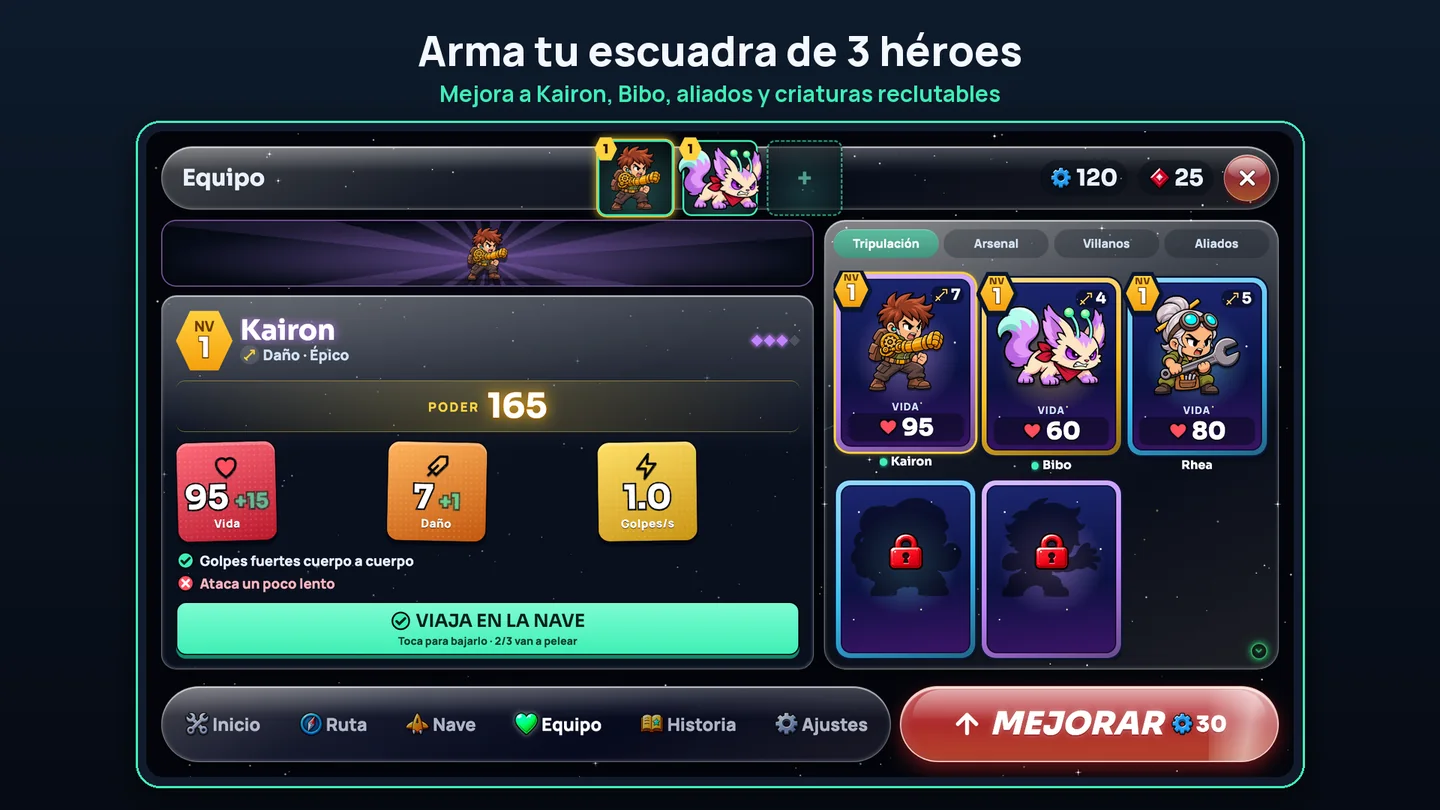 Arma tu escuadra de 3 héroes
Mejora a Kairon, Bibo, aliados y criaturas reclutables
Equipo
1
1
+
120
25
NV
1
Kairon
Daño · Épico
PODER 165
95 +15
Vida
7 +1
Daño
1.0
Golpes/s
Golpes fuertes cuerpo a cuerpo
Ataca un poco lento
VIAJA EN LA NAVE
Toca para bajarlo · 2/3 van a pelear
Tripulación
Arsenal
Villanos
Aliados
NV
1
7
VIDA
95
Kairon
NV
1
4
VIDA
60
Bibo
NV
1
5
VIDA
80
Rhea
Inicio
Ruta
Nave
Equipo
Historia
Ajustes
MEJORAR 30